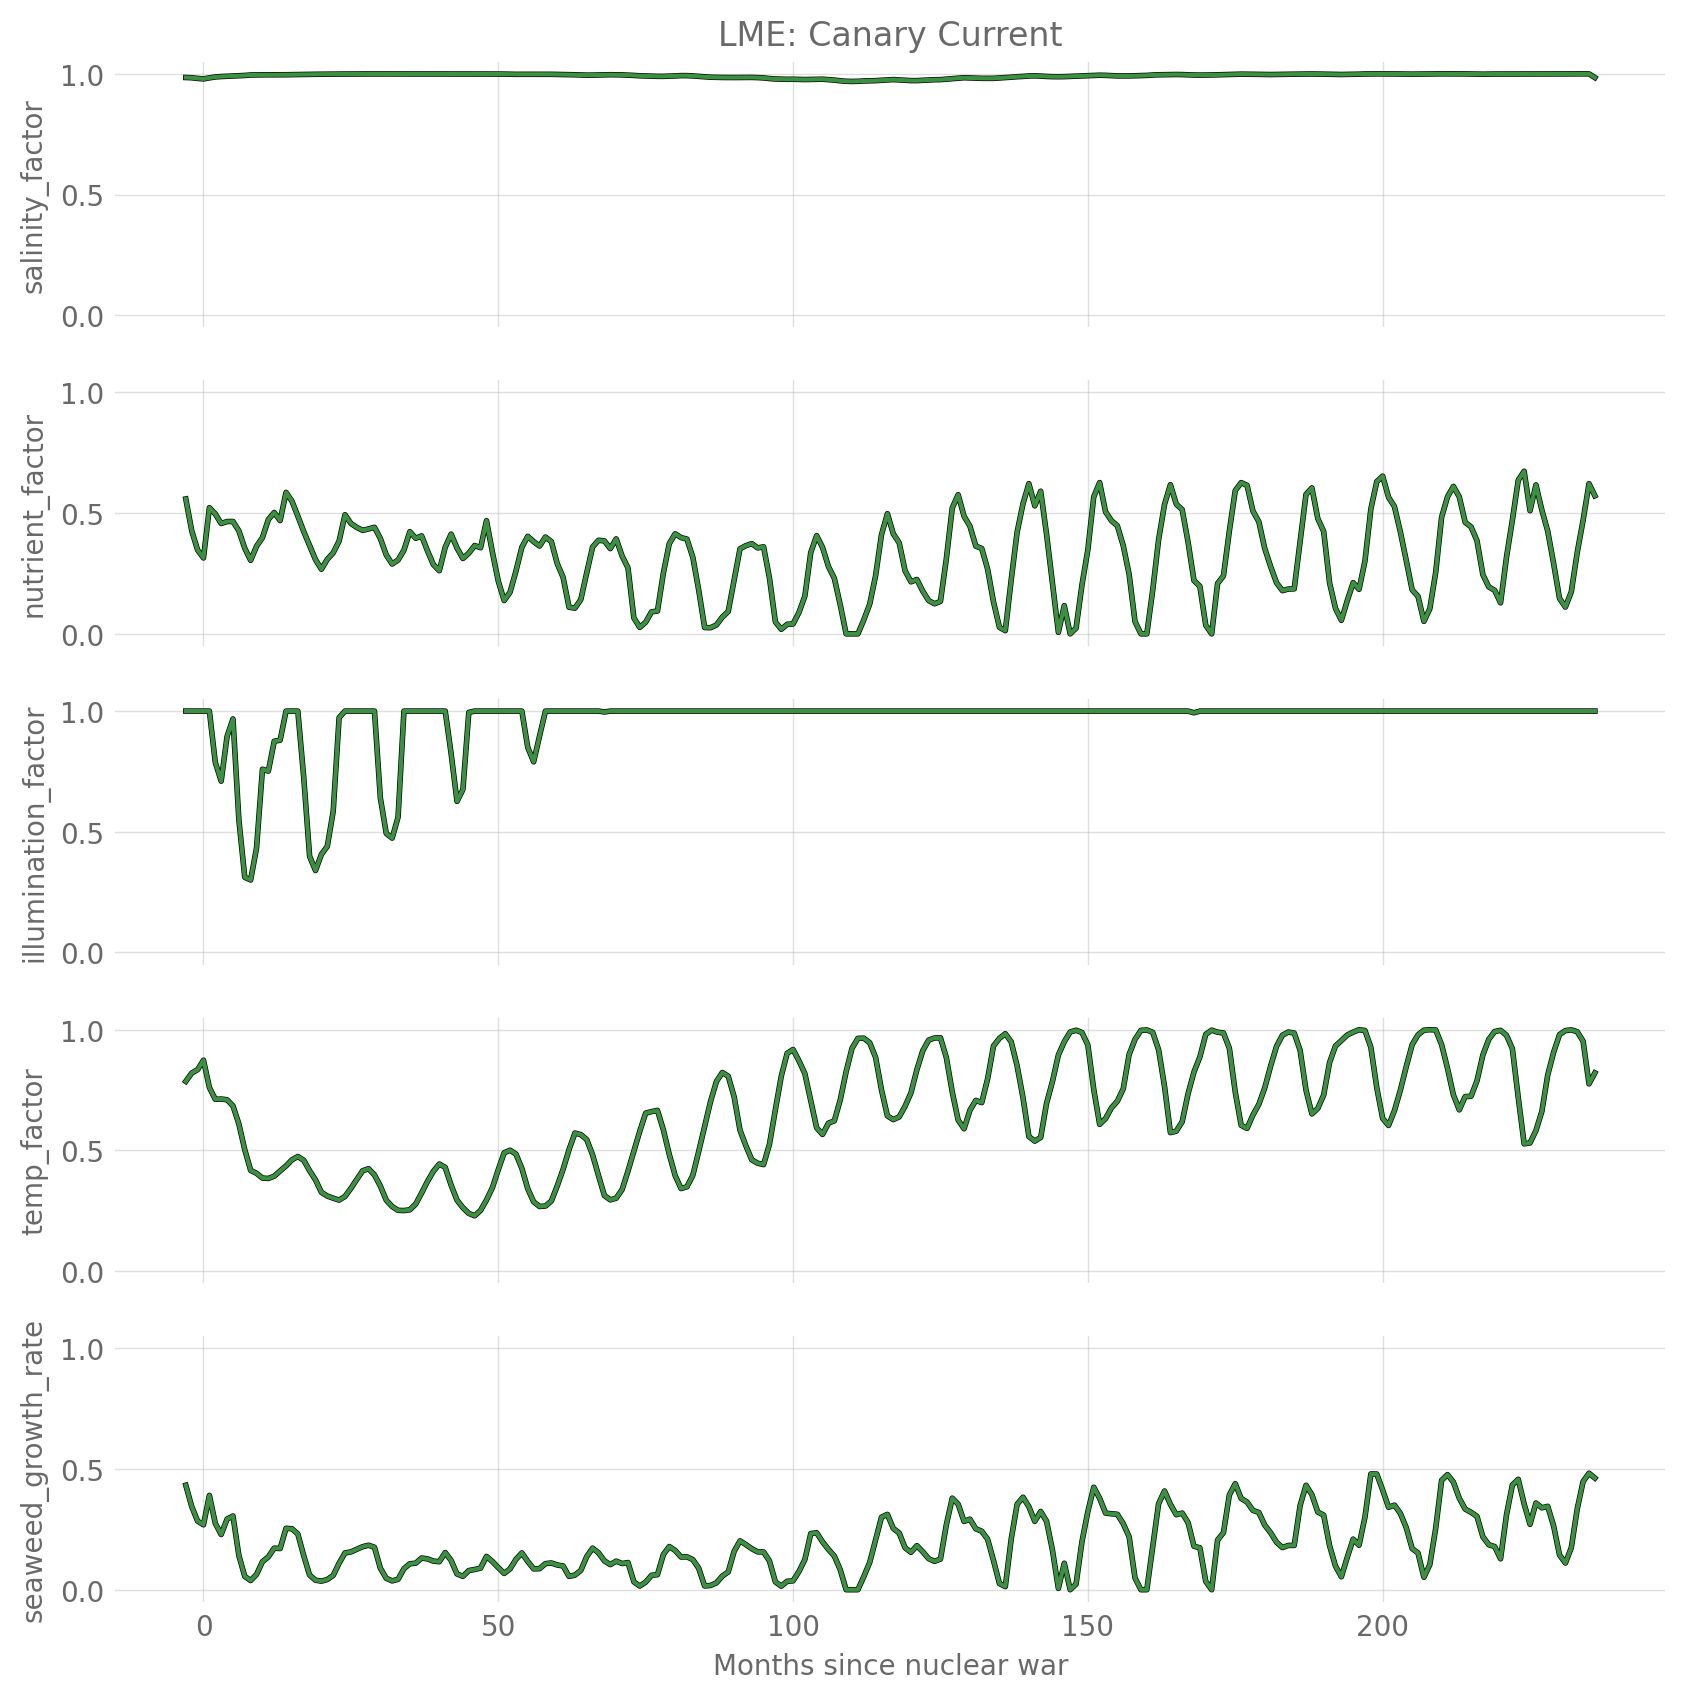 LME: Canary Current
salinity_factor
1.0
0.5
0.0
nutrient_factor
1.0
0.5
0.0
illumination_factor
1.0
0.5
0.0
temp_factor
1.0
0.5
0.0
seaweed_growth_rate
1.0
0.5
0.0
0 50 100 150 200
Months since nuclear war